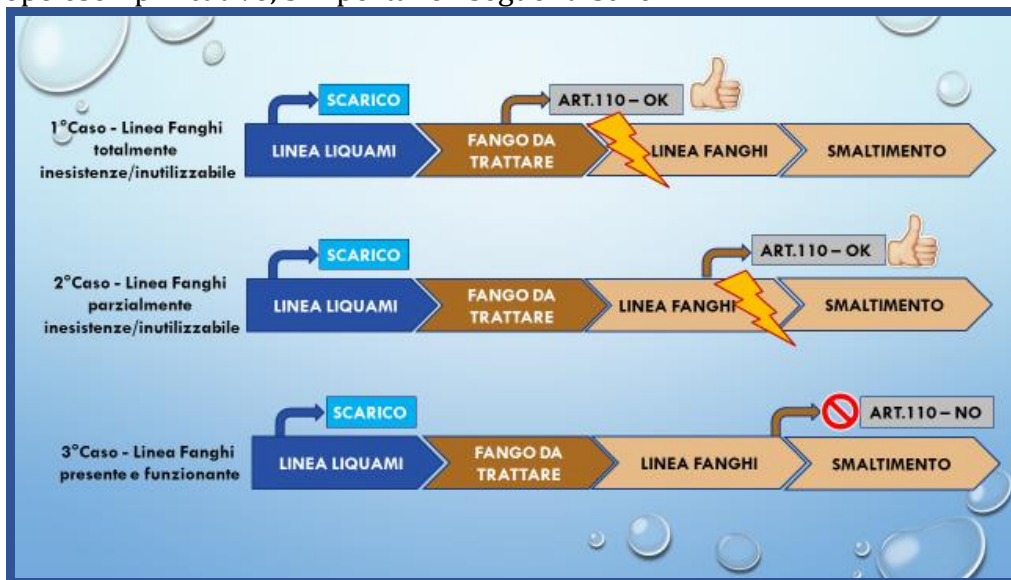 SCARICO
ART.110 – OK
1°Caso - Linea Fanghi
totalmente
inesistenze/inutilizzabile
LINEA LIQUAMI
FANGO DA
TRATTARE
LINEA FANGHI
SMALTIMENTO
SCARICO
ART.110 – OK
2°Caso - Linea Fanghi
parzialmente
inesistenze/inutilizzabile
LINEA LIQUAMI
FANGO DA
TRATTARE
LINEA FANGHI
SMALTIMENTO
SCARICO
ART.110 – NO
3°Caso - Linea Fanghi
presente e funzionante
LINEA LIQUAMI
FANGO DA
TRATTARE
LINEA FANGHI
SMALTIMENTO